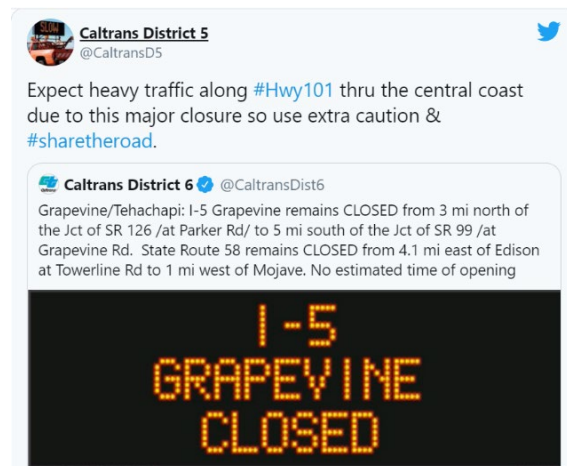 SLOW
Caltrans District 5
@CaltransD5
Expect heavy traffic along #Hwy101 thru the central coast
due to this major closure so use extra caution &
#sharetheroad.
Caltrans District 6 @CaltransDist6
Grapevine/Tehachapi: I-5 Grapevine remains CLOSED from 3 mi north of
the Jct of SR 126 /at Parker Rd/ to 5 mi south of the Jct of SR 99 /at
Grapevine Rd. State Route 58 remains CLOSED from 4.1 mi east of Edison
at Towerline Rd to 1 mi west of Mojave. No estimated time of opening
I-5
GRAPEVINE
CLOSED